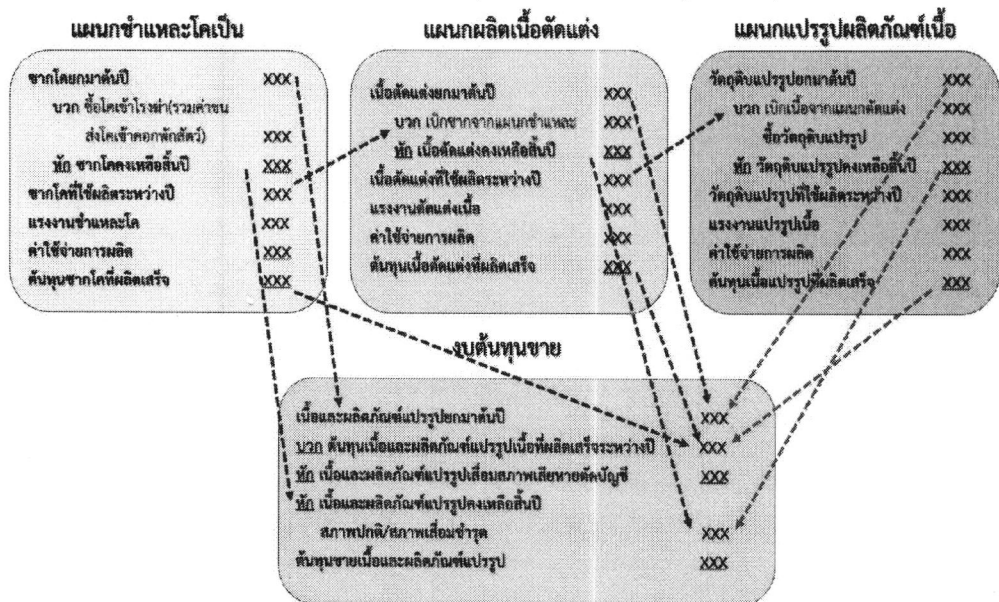 แผนกชำแหละโคเป็น
ซากโคยกมาต้นปี XXX
บวก ซื้อโคเข้าโรงฆ่า(รวมค่าขน
ส่งโคเข้าคอกพักสัตว์) XXX
หัก ซากโคคงเหลือสิ้นปี XXX
ซากโคที่ใช้ผลิตระหว่างปี XXX
แรงงานชำแหละโค XXX
ค่าใช้จ่ายการผลิต XXX
ต้นทุนซากโคที่ผลิตเสร็จ XXX
แผนกผลิตเนื้อตัดแต่ง
เนื้อตัดแต่งยกมาต้นปี XXX
บวก เบิกซากจากแผนกชำแหละ XXX
หัก เนื้อตัดแต่งคงเหลือสิ้นปี XXX
เนื้อตัดแต่งที่ใช้ผลิตระหว่างปี XXX
แรงงานตัดแต่งเนื้อ XXX
ค่าใช้จ่ายการผลิต XXX
ต้นทุนเนื้อตัดแต่งที่ผลิตเสร็จ XXX
แผนกแปรรูปผลิตภัณฑ์เนื้อ
วัตถุดิบแปรรูปยกมาต้นปี XXX
บวก เบิกเนื้อจากแผนกตัดแต่ง XXX
ซื้อวัตถุดิบแปรรูป XXX
หัก วัตถุดิบแปรรูปคงเหลือสิ้นปี XXX
วัตถุดิบแปรรูปที่ใช้ผลิตระหว่างปี XXX
แรงงานแปรรูปเนื้อ XXX
ค่าใช้จ่ายการผลิต XXX
ต้นทุนเนื้อแปรรูปที่ผลิตเสร็จ XXX
งบต้นทุนขาย
เนื้อและผลิตภัณฑ์แปรรูปยกมาต้นปี XXX
บวก ต้นทุนเนื้อและผลิตภัณฑ์แปรรูปเนื้อที่ผลิตเสร็จระหว่างปี XXX
หัก เนื้อและผลิตภัณฑ์แปรรูปเสื่อมสภาพเสียหายตัดบัญชี XXX
หัก เนื้อและผลิตภัณฑ์แปรรูปคงเหลือสิ้นปี
สภาพปกติ/สภาพเสื่อมชำรุด XXX
ต้นทุนขายเนื้อและผลิตภัณฑ์แปรรูป XXX